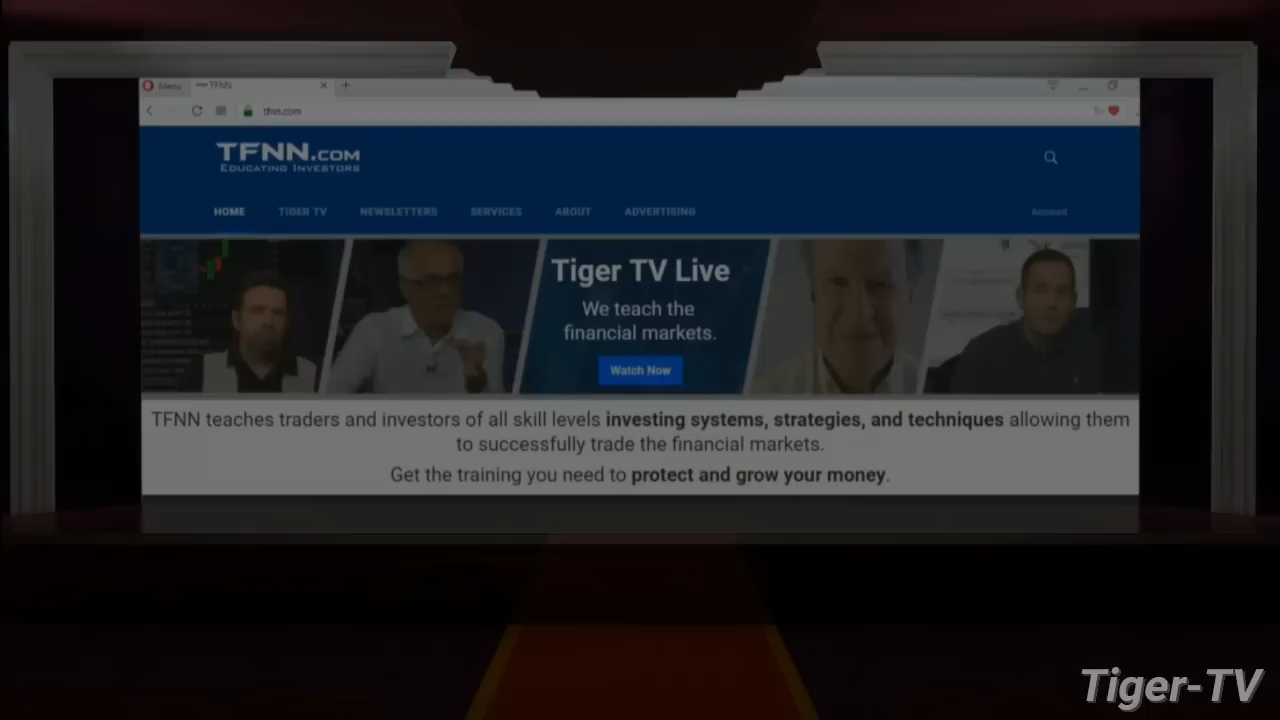 Menu
TFNN
tfnn.com
TFNN.COM
EDUCATING INVESTORS
HOME TIGER TV NEWSLETTERS SERVICES ABOUT ADVERTISING Account
Tiger TV Live
We teach the
financial markets.
Watch Now
TFNN teaches traders and investors of all skill levels investing systems, strategies, and techniques allowing them
to successfully trade the financial markets.
Get the training you need to protect and grow your money.
Tiger-TV